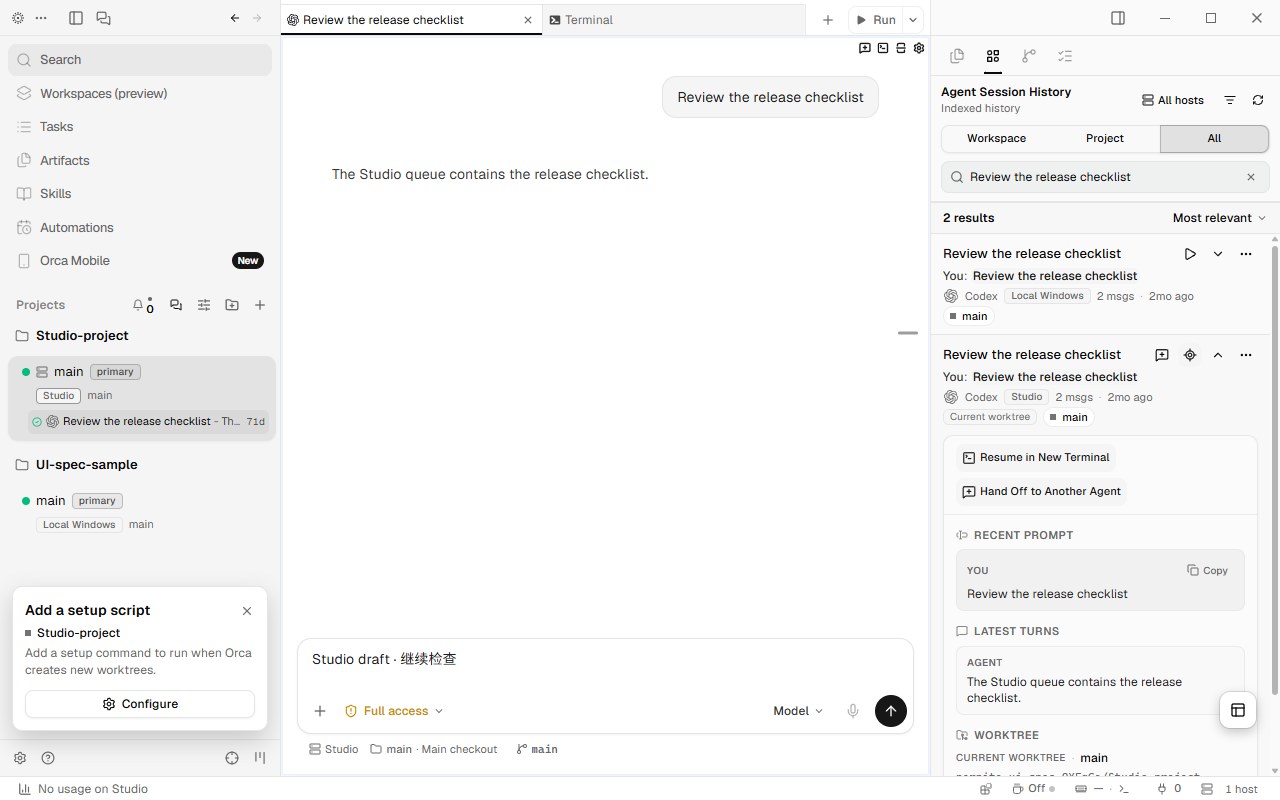 Search
Workspaces (preview)
Tasks
Artifacts
Skills
Automations
Orca Mobile
New
Projects
0
Studio-project
main
primary
Studio
main
Review the release checklist - Th...
71d
UI-spec-sample
main
primary
Local Windows
main
Add a setup script
Studio-project
Add a setup command to run when Orca
creates new worktrees.
Configure
No usage on Studio
Review the release checklist
Terminal
Run
Review the release checklist
The Studio queue contains the release checklist.
Studio draft · 继续检查
Full access
Model
Studio
main · Main checkout
main
Agent Session History
Indexed history
All hosts
Workspace
Project
All
Review the release checklist
2 results
Most relevant
Review the release checklist
You: Review the release checklist
Codex
Local Windows
2 msgs · 2mo ago
main
Review the release checklist
You: Review the release checklist
Codex
Studio
2 msgs · 2mo ago
Current worktree
main
Resume in New Terminal
Hand Off to Another Agent
RECENT PROMPT
YOU
Copy
Review the release checklist
LATEST TURNS
AGENT
The Studio queue contains the release
checklist.
WORKTREE
CURRENT WORKTREE · main
Off
0
1 host